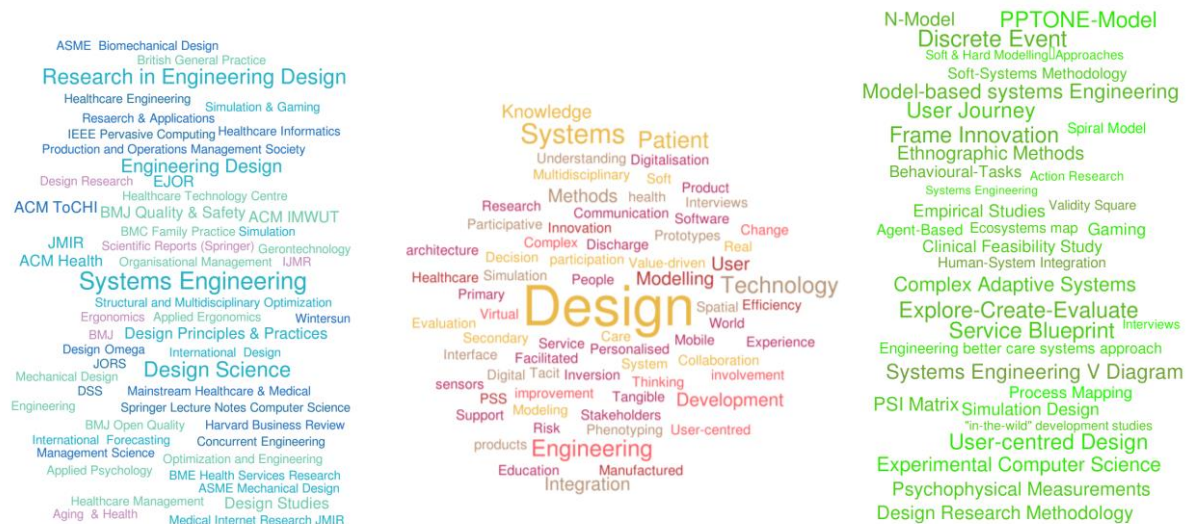 ASME Biomechanical Design
British General Practice
Research in Engineering Design
Healthcare Engineering
Simulation & Gaming
Resaerch & Applications
IEEE Pervasive Computing Healthcare Informatics
Production and Operations Management Society
Engineering Design
Design Research EJOR
Healthcare Technology Centre
ACM ToCHI BMJ Quality & Safety ACM IMWUT
BMC Family Practice Simulation
JMIR Scientific Reports (Springer) Gerontechnology
ACM Health Organisational Management IJMR
Systems Engineering
Structural and Multidisciplinary Optimization
Ergonomics Applied Ergonomics Wintersun
BMJ Design Principles & Practices
Design Omega International Design
JORS
Mechanical Design Design Science
DSS Mainstream Healthcare & Medical
Engineering Springer Lecture Notes Computer Science
BMJ Open Quality Harvard Business Review
International Forecasting Concurrent Engineering
Management Science Optimization and Engineering
Applied Psychology BME Health Services Research
ASME Mechanical Design
Healthcare Management Design Studies
Aging & Health
Medical Internet Research JMIR
Knowledge
Systems Patient
Understanding Digitalisation
Multidisciplinary Soft
Methods health Product
Interviews
Research Communication Software
Participative Innovation Prototypes Change
architecture Complex Discharge Real
Decision participation Value-driven User
Healthcare Simulation People Modelling Technology
Primary Design Spatial Efficiency
Virtual World
Evaluation Secondary Care Mobile Experience
Service Personalised
Interface Facilitated System Collaboration
Digital Tacit Inversion Thinking involvement
sensors PSS improvement Tangible Development
Support Modeling Stakeholders
Risk Phenotyping User-centred
products Engineering
Education Manufactured
Integration
N-Model PPTONE-Model
Discrete Event
Soft & Hard Modelling Approaches
Soft-Systems Methodology
Model-based systems Engineering
User Journey
Frame Innovation Spiral Model
Ethnographic Methods
Behavioural-Tasks Action Research
Systems Engineering
Empirical Studies Validity Square
Agent-Based Ecosystems map Gaming
Clinical Feasibility Study
Human-System Integration
Complex Adaptive Systems
Explore-Create-Evaluate
Service Blueprint Interviews
Engineering better care systems approach
Systems Engineering V Diagram
Process Mapping
PSI Matrix Simulation Design
"in-the-wild" development studies
User-centred Design
Experimental Computer Science
Psychophysical Measurements
Design Research Methodology